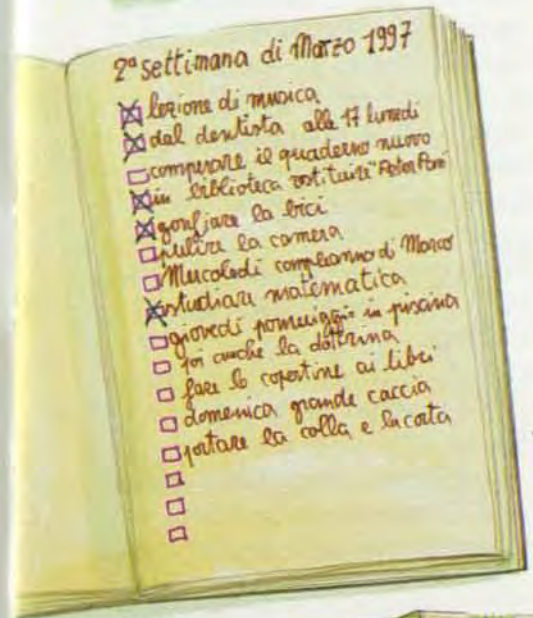 2ª settimana di Marzo 1997
lezione di musica
dal dentista alle 17 lunedì
comperare il quaderno nuovo
in biblioteca restituire "Peter Pan"
gonfiare la bici
pulire la camera
Mercoledì compleanno di Marco
studiare matematica
giovedì pomeriggio in piscina
poi anche la dottrina
fare le copertine ai libri
domenica grande caccia
portare la colla e la carta